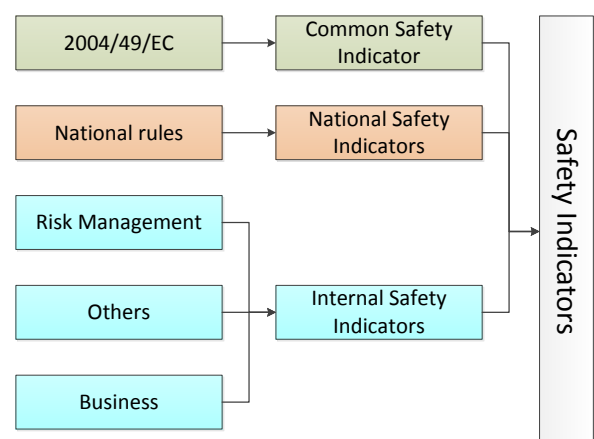 2004/49/EC
Common Safety
Indicator
National rules
National Safety
Indicators
Risk Management
Others
Internal Safety
Indicators
Business
Safety Indicators